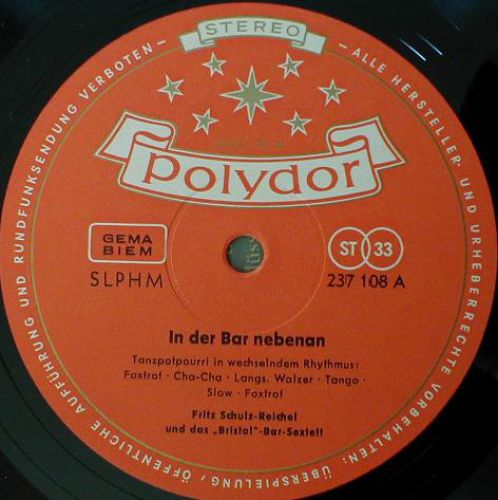 STEREO
– ALLE HERSTELLER- UND URHEBERRECHTE VORBEHALTEN: ÜBERSPIELUNG, ÖFFENTLICHE AUFFÜHRUNG UND RUNDFUNKSENDUNG VERBOTEN –
Polydor
GEMA
BIEM
ST 33
SLPHM
237 108 A
In der Bar nebenan
Tanzpotpourri in wechselndem Rhythmus:
Foxtrot · Cha-Cha · Langs. Walzer · Tango ·
Slow · Foxtrot
Fritz Schulz-Reichel
und das „Bristol"-Bar-Sextett